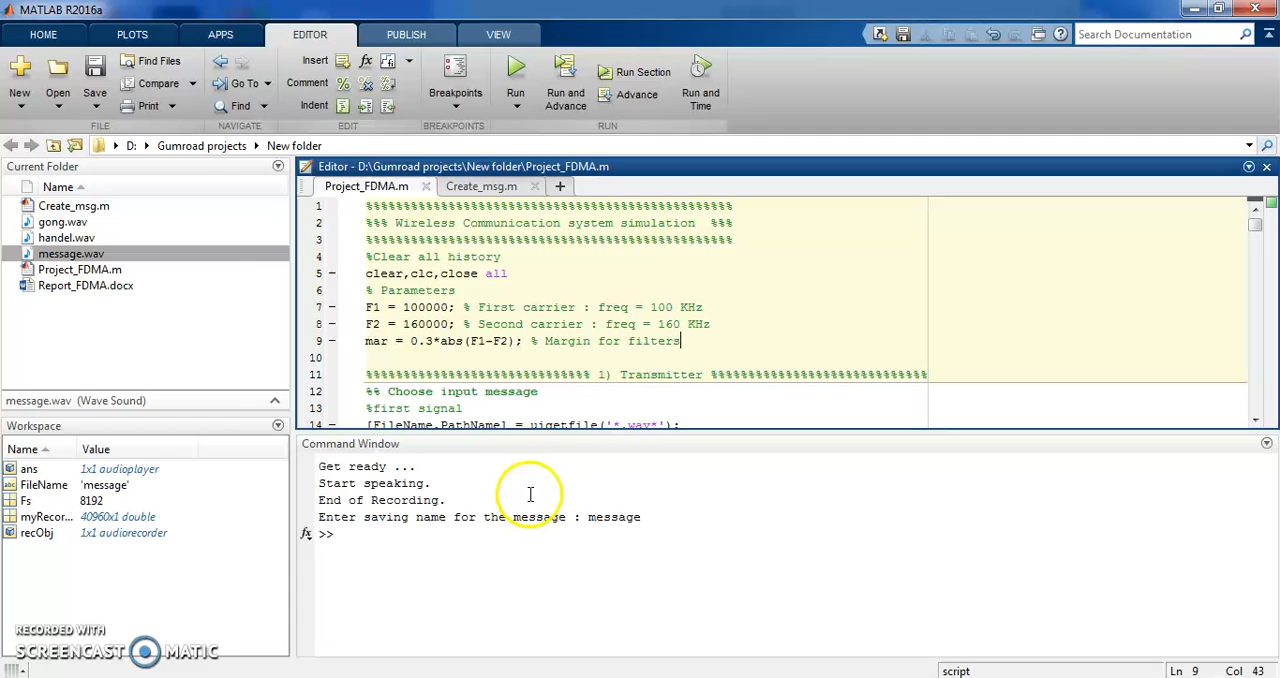 MATLAB R2016a
HOME PLOTS APPS EDITOR PUBLISH VIEW Search Documentation
New Open Save Find Files Compare Print Go To Find Insert Comment Indent fx Breakpoints Run Run and Advance Run Section Advance Run and Time
FILE NAVIGATE EDIT BREAKPOINTS RUN
D: Gumroad projects New folder
Current Folder
Name
Create_msg.m
gong.wav
handel.wav
message.wav
Project_FDMA.m
Report_FDMA.docx
message.wav (Wave Sound)
Workspace
Name Value
ans 1x1 audioplayer
FileName 'message'
Fs 8192
myRecor... 40960x1 double
recObj 1x1 audiorecorder
Editor - D:\Gumroad projects\New folder\Project_FDMA.m
Project_FDMA.m Create_msg.m
1 %%%%%%%%%%%%%%%%%%%%%%%%%%%%%%%%%%%%%%%%%%%%%%%%%
2 %%% Wireless Communication system simulation %%%
3 %%%%%%%%%%%%%%%%%%%%%%%%%%%%%%%%%%%%%%%%%%%%%%%%%
4 %Clear all history
5 clear,clc,close all
6 % Parameters
7 F1 = 100000; % First carrier : freq = 100 KHz
8 F2 = 160000; % Second carrier : freq = 160 KHz
9 mar = 0.3*abs(F1-F2); % Margin for filters
10
11 %%%%%%%%%%%%%%%%%%%%%%%%%%%%%% 1) Transmitter %%%%%%%%%%%%%%%%%%%%%%%%%%%%%
12 %% Choose input message
13 %first signal
14 [FileName,PathName] = uigetfile('*.wav*');
Command Window
Get ready ...
Start speaking.
End of Recording.
Enter saving name for the message : message
fx >>
RECORDED WITH
SCREENCAST MATIC
script Ln 9 Col 43